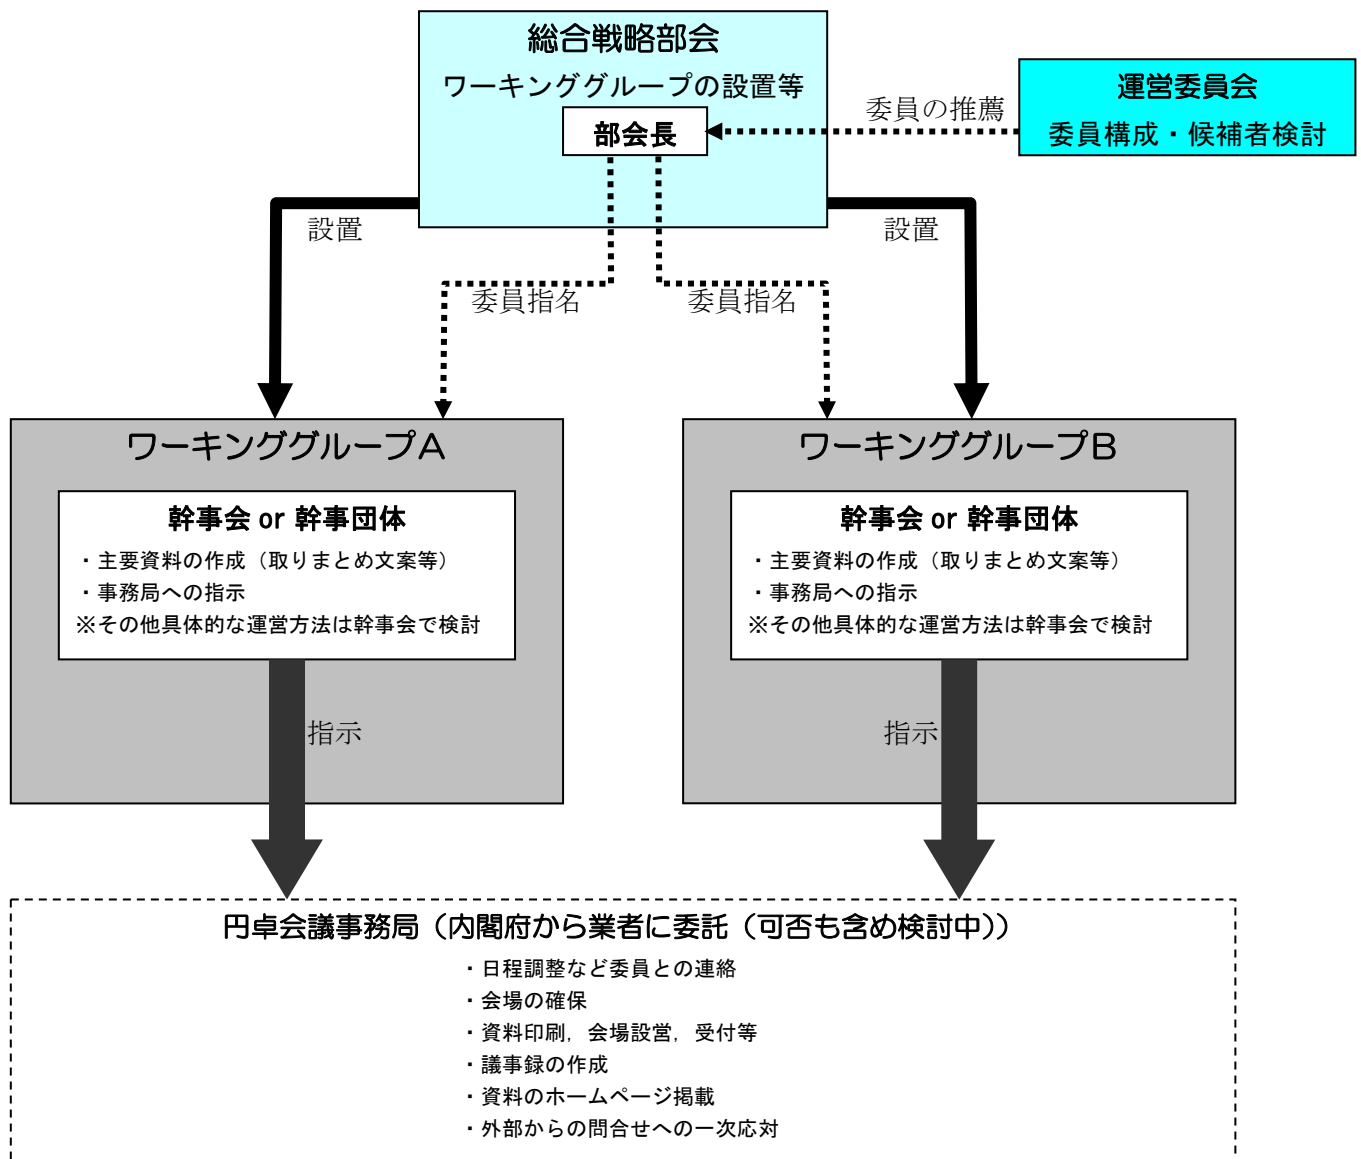 総合戦略部会
ワーキンググループの設置等
部会長
委員の推薦
運営委員会
委員構成・候補者検討
設置
設置
委員指名
委員指名
ワーキンググループA
幹事会 or 幹事団体
・主要資料の作成（取りまとめ文案等）
・事務局への指示
※その他具体的な運営方法は幹事会で検討
指示
ワーキンググループB
幹事会 or 幹事団体
・主要資料の作成（取りまとめ文案等）
・事務局への指示
※その他具体的な運営方法は幹事会で検討
指示
円卓会議事務局（内閣府から業者に委託（可否も含め検討中））
・日程調整など委員との連絡
・会場の確保
・資料印刷，会場設営，受付等
・議事録の作成
・資料のホームページ掲載
・外部からの問合せへの一次応対